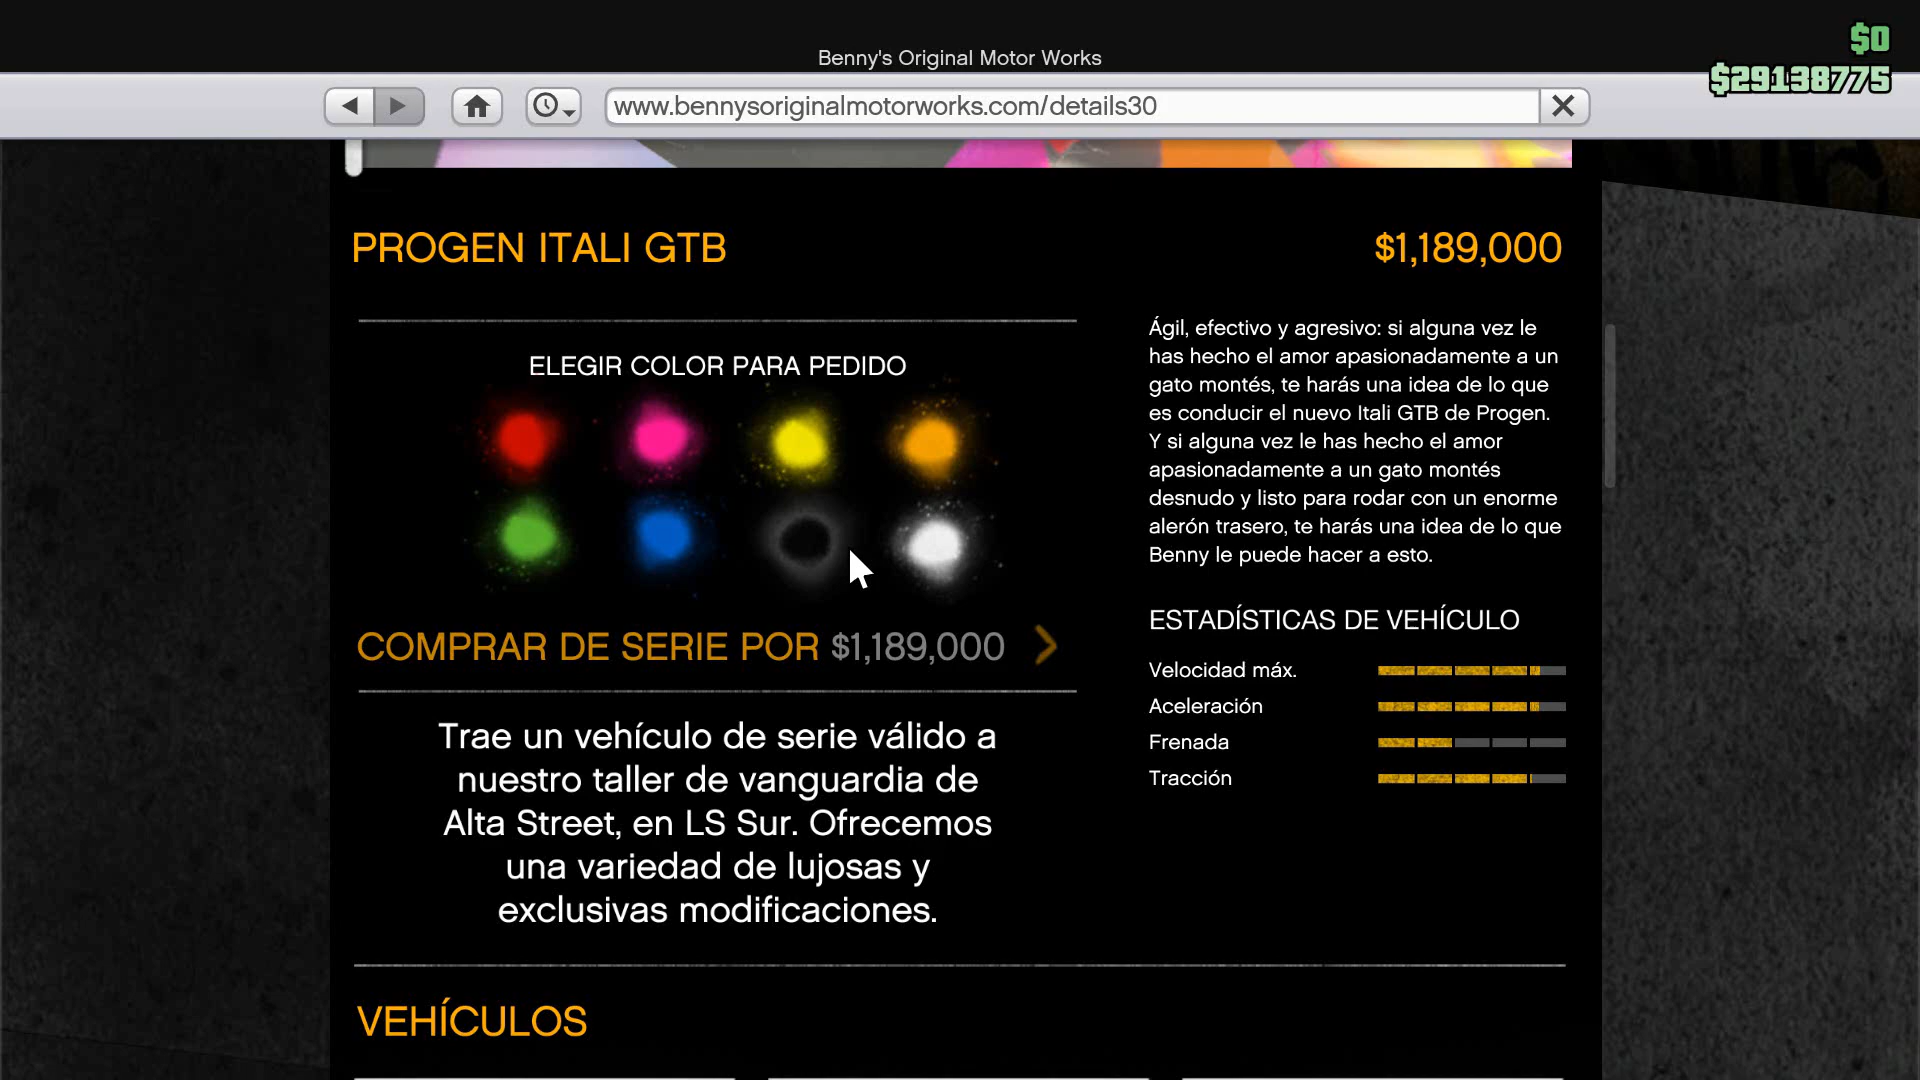 $0
Benny's Original Motor Works
$29138775
www.bennysoriginalmotorworks.com/details30
PROGEN ITALI GTB
$1,189,000
ELEGIR COLOR PARA PEDIDO
COMPRAR DE SERIE POR $1,189,000
Trae un vehículo de serie válido a
nuestro taller de vanguardia de
Alta Street, en LS Sur. Ofrecemos
una variedad de lujosas y
exclusivas modificaciones.
Ágil, efectivo y agresivo: si alguna vez le
has hecho el amor apasionadamente a un
gato montés, te harás una idea de lo que
es conducir el nuevo Itali GTB de Progen.
Y si alguna vez le has hecho el amor
apasionadamente a un gato montés
desnudo y listo para rodar con un enorme
alerón trasero, te harás una idea de lo que
Benny le puede hacer a esto.
ESTADÍSTICAS DE VEHÍCULO
Velocidad máx.
Aceleración
Frenada
Tracción
VEHÍCULOS